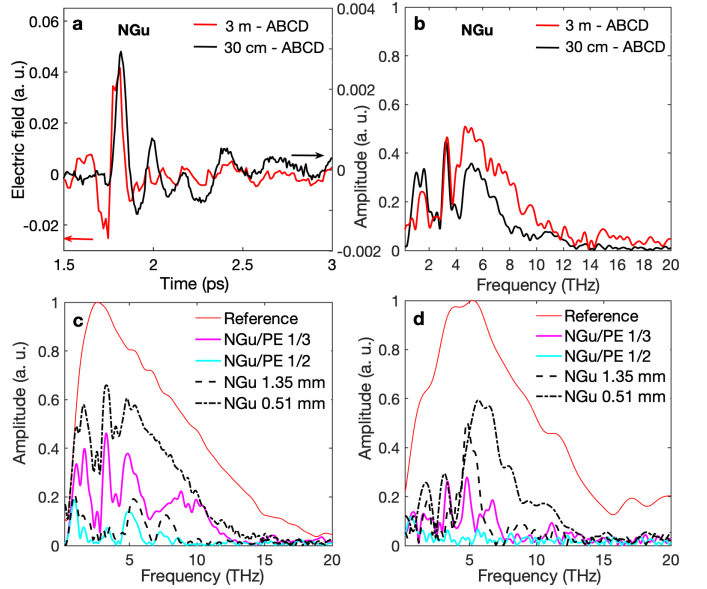 a
NGu
3 m - ABCD
30 cm - ABCD
Electric field (a. u.)
0.06
0.04
0.02
0
-0.02
0.004
0.002
0
-0.002
1.5
2
2.5
3
Time (ps)
b
NGu
3 m - ABCD
30 cm - ABCD
Amplitude (a. u.)
1
0.8
0.6
0.4
0.2
0
2
4
6
8
10
12
14
16
18
20
Frequency (THz)
c
Reference
NGu/PE 1/3
NGu/PE 1/2
NGu 1.35 mm
NGu 0.51 mm
Amplitude (a. u.)
1
0.8
0.6
0.4
0.2
0
5
10
15
20
Frequency (THz)
d
Reference
NGu/PE 1/3
NGu/PE 1/2
NGu 1.35 mm
NGu 0.51 mm
Amplitude (a. u.)
1
0.8
0.6
0.4
0.2
0
5
10
15
20
Frequency (THz)